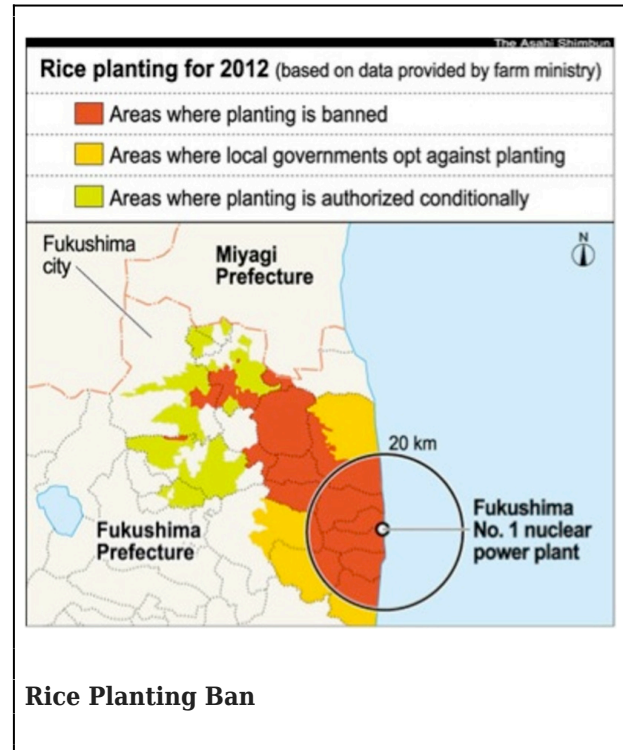 The Asahi Shimbun
Rice planting for 2012 (based on data provided by farm ministry)
Areas where planting is banned
Areas where local governments opt against planting
Areas where planting is authorized conditionally
Fukushima
city
Miyagi
Prefecture
N
20 km
Fukushima
No. 1 nuclear
power plant
Fukushima
Prefecture
Rice Planting Ban